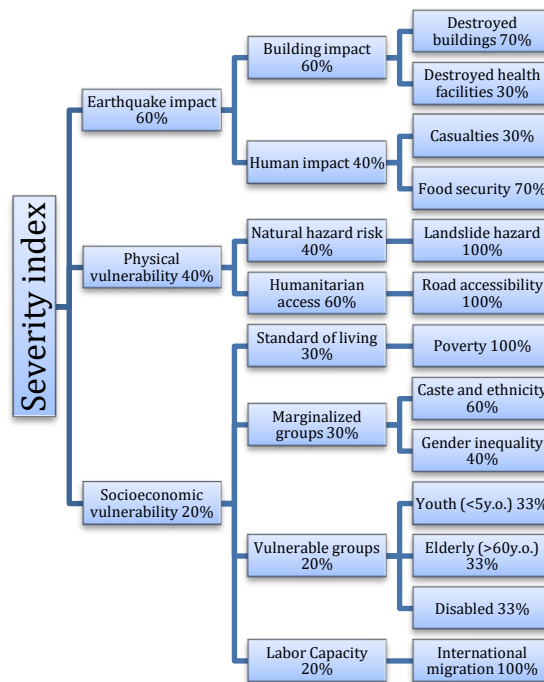 Severity index
Earthquake impact
60%
Building impact
60%
Destroyed
buildings 70%
Destroyed health
facilities 30%
Human impact 40%
Casualties 30%
Food security 70%
Physical
vulnerability 40%
Natural hazard risk
40%
Landslide hazard
100%
Humanitarian
access 60%
Road accessibility
100%
Socioeconomic
vulnerability 20%
Standard of living
30%
Poverty 100%
Marginalized
groups 30%
Caste and ethnicity
60%
Gender inequality
40%
Vulnerable groups
20%
Youth (<5y.o.) 33%
Elderly (>60y.o.)
33%
Disabled 33%
Labor Capacity
20%
International
migration 100%